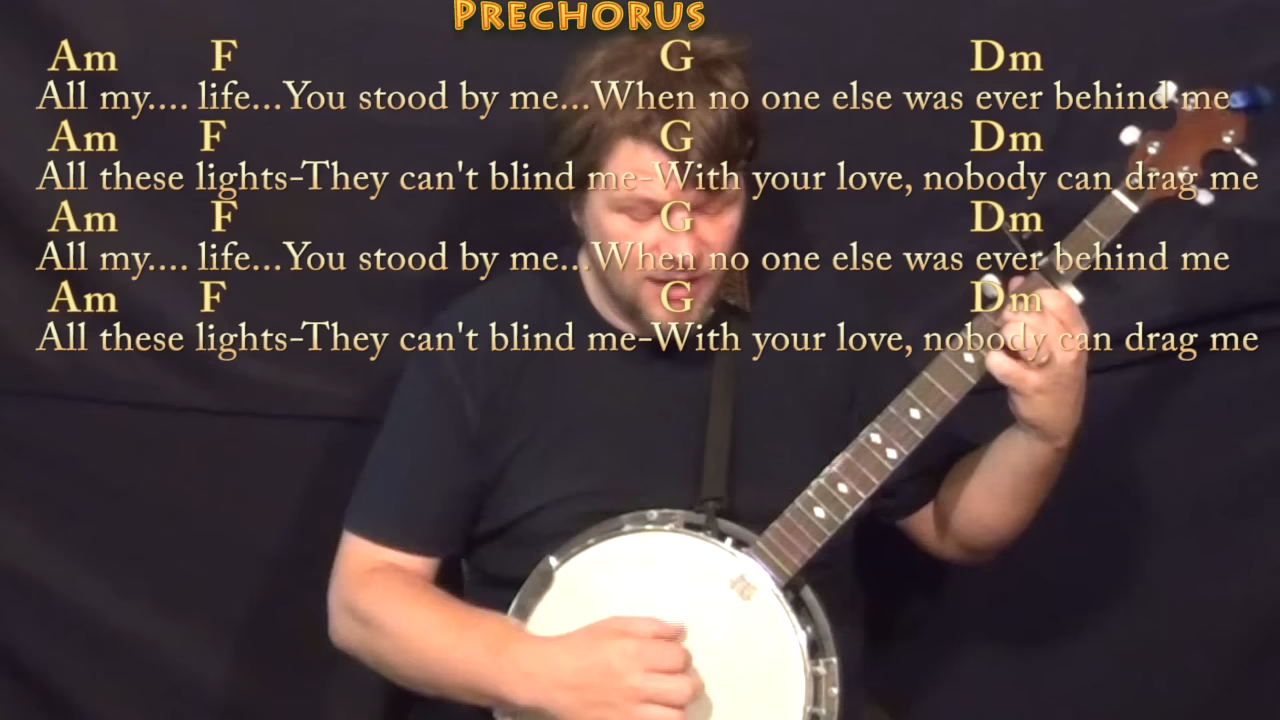 PRECHORUS
Am F G Dm
All my.... life...You stood by me...When no one else was ever behind me
Am F G Dm
All these lights-They can't blind me-With your love, nobody can drag me
Am F G Dm
All my.... life...You stood by me...When no one else was ever behind me
Am F G Dm
All these lights-They can't blind me-With your love, nobody can drag me